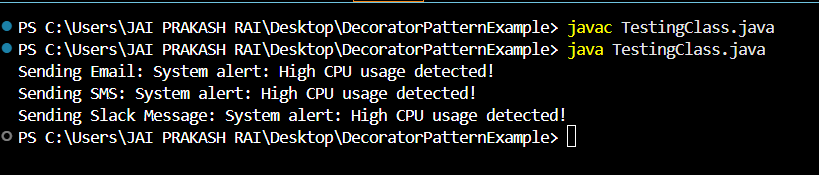 PS C:\Users\JAI PRAKASH RAI\Desktop\DecoratorPatternExample> javac TestingClass.java
PS C:\Users\JAI PRAKASH RAI\Desktop\DecoratorPatternExample> java TestingClass.java
Sending Email: System alert: High CPU usage detected!
Sending SMS: System alert: High CPU usage detected!
Sending Slack Message: System alert: High CPU usage detected!
PS C:\Users\JAI PRAKASH RAI\Desktop\DecoratorPatternExample>